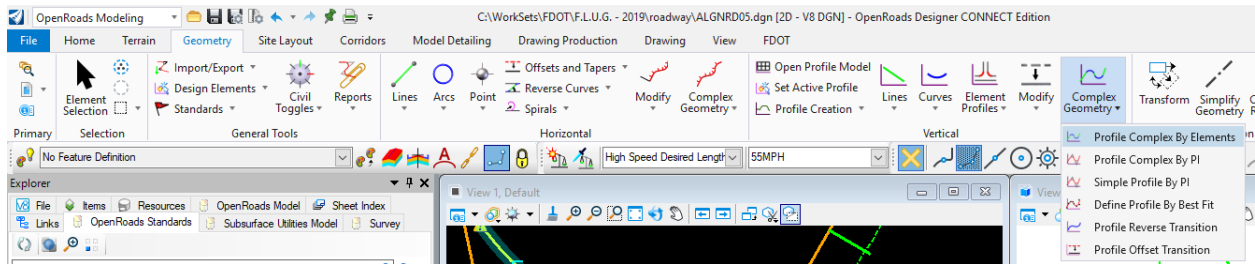 OpenRoads Modeling
C:\WorkSets\FDOT\F.L.U.G. - 2019\roadway\ALGNRD05.dgn [2D - V8 DGN] - OpenRoads Designer CONNECT Edition
File Home Terrain Geometry Site Layout Corridors Model Detailing Drawing Production Drawing View FDOT
Element Selection
Import/Export
Design Elements
Standards
Civil Toggles
Reports
Lines
Arcs
Point
Offsets and Tapers
Reverse Curves
Spirals
Modify
Complex Geometry
Open Profile Model
Set Active Profile
Profile Creation
Lines
Curves
Element Profiles
Modify
Complex Geometry
Transform
Simplify Geometry
Primary Selection General Tools Horizontal Vertical
No Feature Definition
High Speed Desired Lengt
55MPH
Profile Complex By Elements
Profile Complex By PI
Simple Profile By PI
Define Profile By Best Fit
Profile Reverse Transition
Profile Offset Transition
Explorer
File Items Resources OpenRoads Model Sheet Index
Links OpenRoads Standards Subsurface Utilities Model Survey
View 1, Default
View